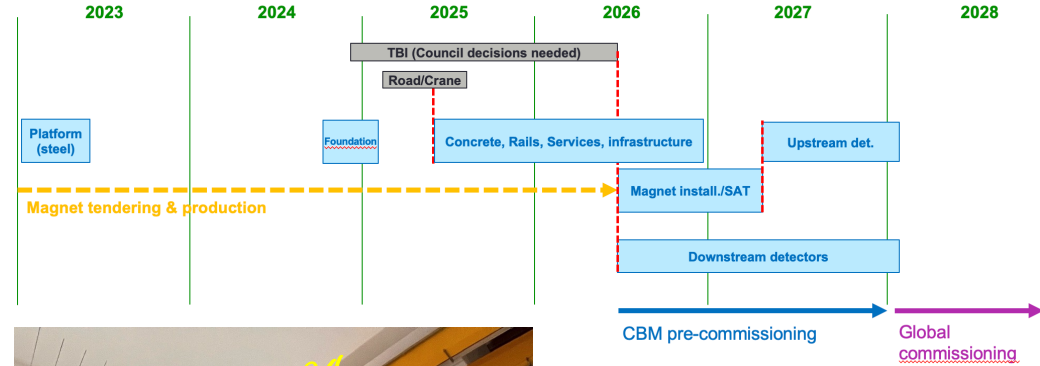 2023 2024 2025 2026 2027 2028
TBI (Council decisions needed)
Road/Crane
Platform
(steel)
Foundation
Concrete, Rails, Services, infrastructure
Upstream det.
Magnet install./SAT
Magnet tendering & production
Downstream detectors
CBM pre-commissioning
Global
commissioning